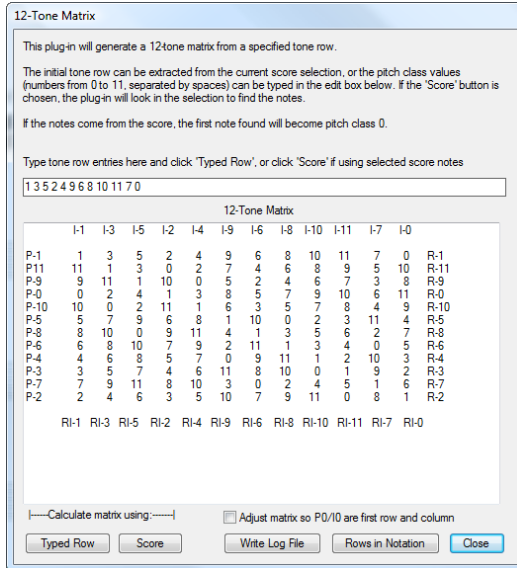 12-Tone Matrix
This plug-in will generate a 12-tone matrix from a specified tone row.
The initial tone row can be extracted from the current score selection, or the pitch class values
(numbers from 0 to 11, separated by spaces) can be typed in the edit box below. If the 'Score' button is
chosen, the plug-in will look in the selection to find the notes.
If the notes come from the score, the first note found will become pitch class 0.
Type tone row entries here and click 'Typed Row', or click 'Score' if using selected score notes
1 3 5 2 4 9 6 8 10 11 7 0
12-Tone Matrix
I-1 I-3 I-5 I-2 I-4 I-9 I-6 I-8 I-10 I-11 I-7 I-0
P-1 1 3 5 2 4 9 6 8 10 11 7 0 R-1
P11 11 1 3 0 2 7 4 6 8 9 5 10 R-11
P-9 9 11 1 10 0 5 2 4 6 7 3 8 R-9
P-0 0 2 4 1 3 8 5 7 9 10 6 11 R-0
P-10 10 0 2 11 1 6 3 5 7 8 4 9 R-10
P-5 5 7 9 6 8 1 10 0 2 3 11 4 R-5
P-8 8 10 0 9 11 4 1 3 5 6 2 7 R-8
P-6 6 8 10 7 9 2 11 1 3 4 0 5 R-6
P-4 4 6 8 5 7 0 9 11 1 2 10 3 R-4
P-3 3 5 7 4 6 11 8 10 0 1 9 2 R-3
P-7 7 9 11 8 10 3 0 2 4 5 1 6 R-7
P-2 2 4 6 3 5 10 7 9 11 0 8 1 R-2
RI-1 RI-3 RI-5 RI-2 RI-4 RI-9 RI-6 RI-8 RI-10 RI-11 RI-7 RI-0
|-----Calculate matrix using:-------|
Adjust matrix so P0/I0 are first row and column
Typed Row Score Write Log File Rows in Notation Close